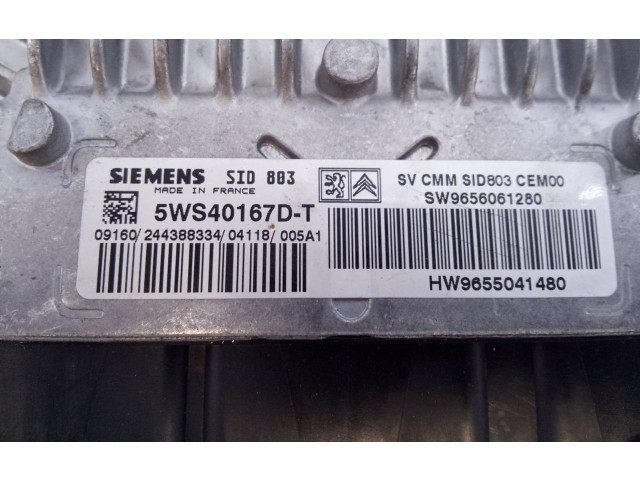 SIEMENS SID 803
MADE IN FRANCE
5WS40167D-T
09160/244388334/04118/005A1
SV CMM SID803 CEM00
SW9656061280
HW9655041480